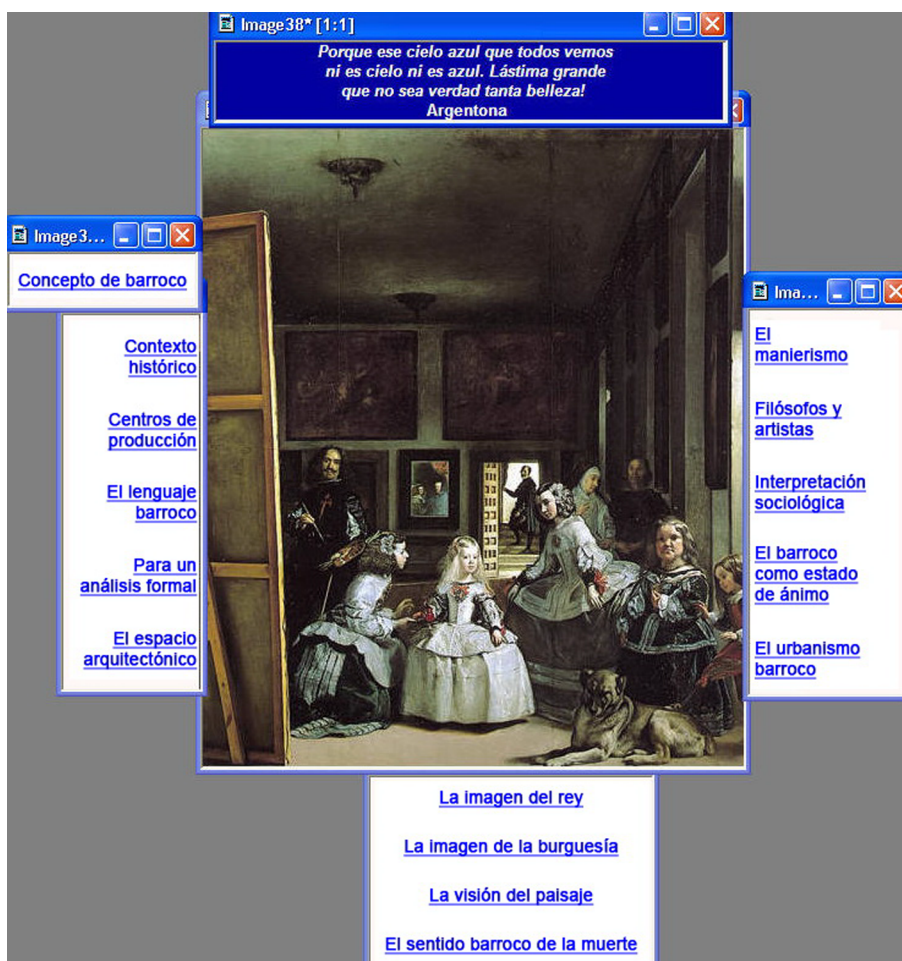 Image38* [1:1]
Porque ese cielo azul que todos vemos
ni es cielo ni es azul. Lástima grande
que no sea verdad tanta belleza!
Argentona
Image3...
Concepto de barroco
Contexto
histórico
Centros de
producción
El lenguaje
barroco
Para un
análisis formal
El espacio
arquitectónico
Ima...
El
manierismo
Filósofos y
artistas
Interpretación
sociológica
El barroco
como estado
de ánimo
El urbanismo
barroco
La imagen del rey
La imagen de la burguesía
La visión del paisaje
El sentido barroco de la muerte